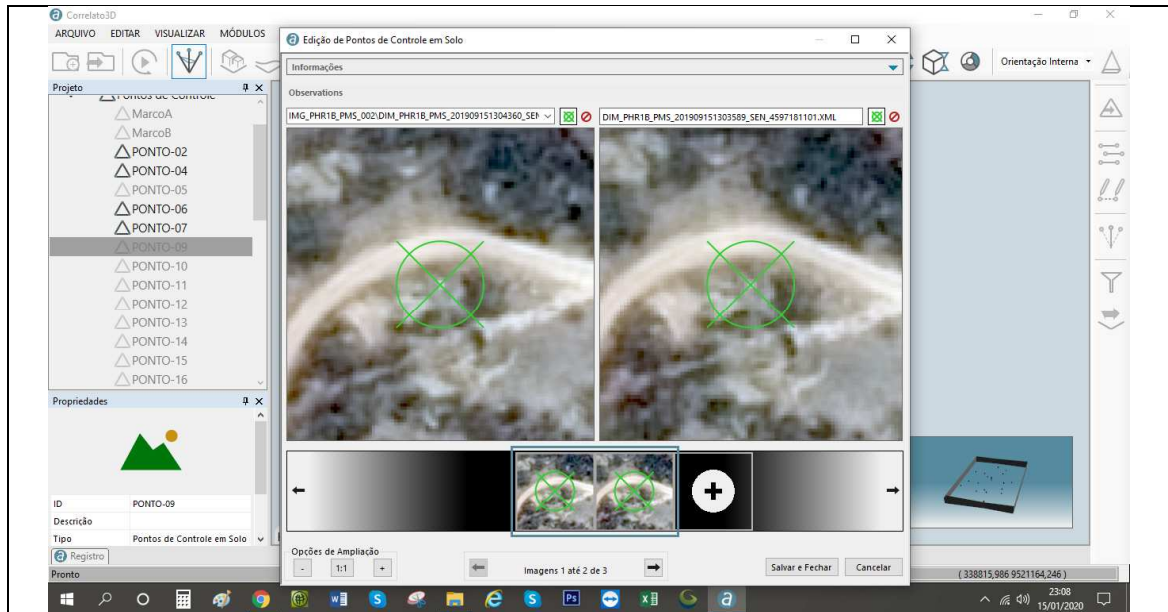 Correlato3D
ARQUIVO EDITAR VISUALIZAR MÓDULOS
Orientação Interna
Projeto
Pontos de Controle
MarcoA
MarcoB
PONTO-02
PONTO-04
PONTO-05
PONTO-06
PONTO-07
PONTO-09
PONTO-10
PONTO-11
PONTO-12
PONTO-13
PONTO-14
PONTO-15
PONTO-16
Propriedades
ID PONTO-09
Descrição
Tipo Pontos de Controle em Solo
Registro
Pronto
Edição de Pontos de Controle em Solo
Informações
Observations
IMG_PHR1B_PMS_002\DIM_PHR1B_PMS_201909151304360_SEN
DIM_PHR1B_PMS_201909151303589_SEN_4597181101.XML
Opções de Ampliação
- 1:1 +
Imagens 1 até 2 de 3
Salvar e Fechar Cancelar
( 338815,986 9521164,246 )
23:08
15/01/2020